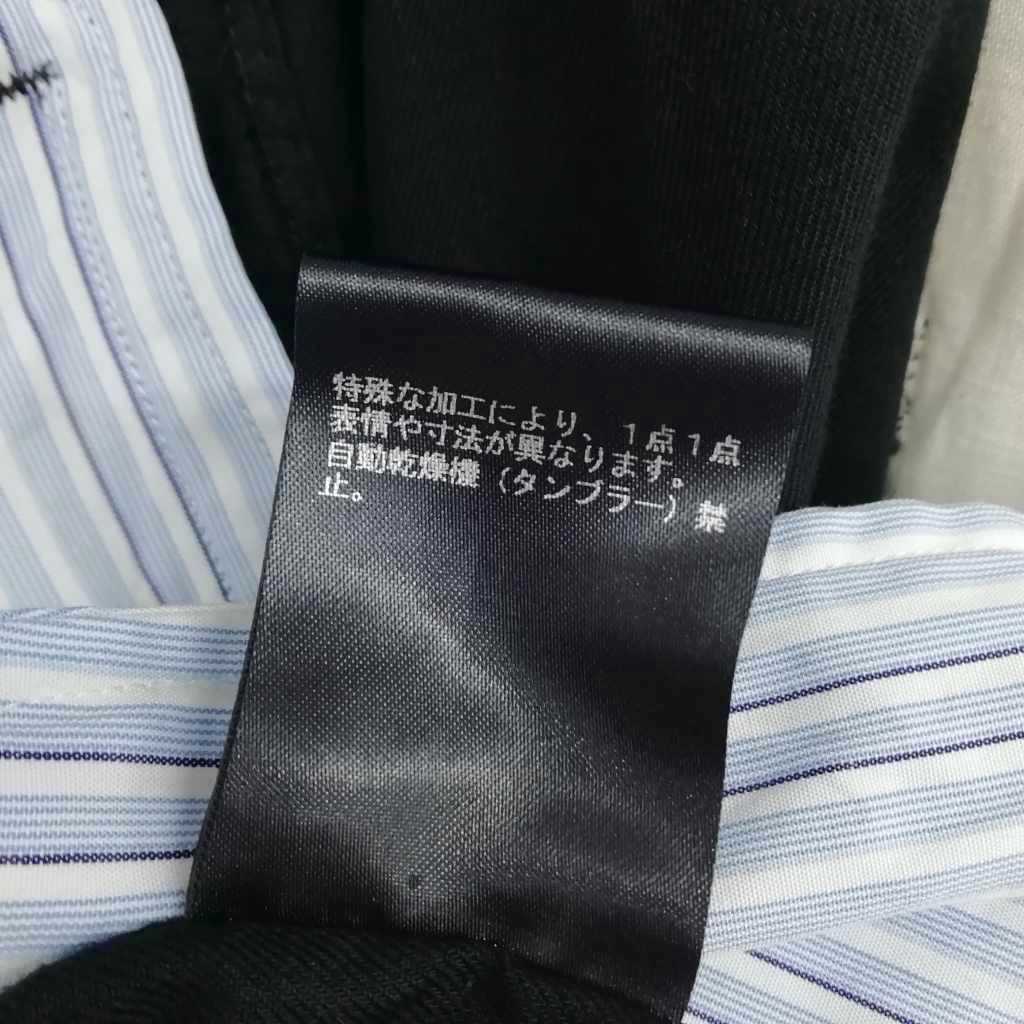 特殊な加工により、１点１点
表情や寸法が異なります。
自動乾燥機（タンブラー）禁
止。